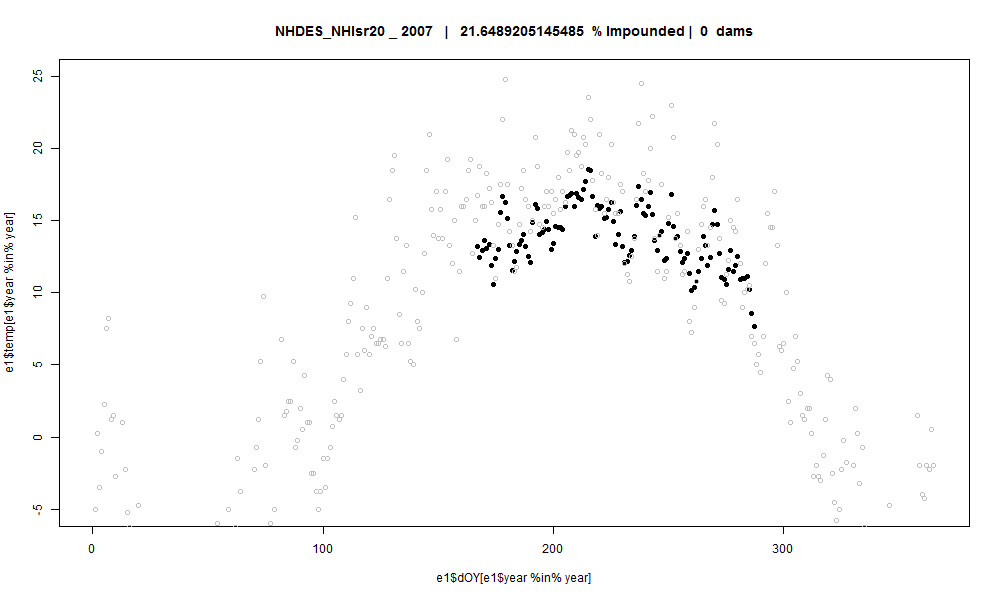 NHDES_NHIsr20 _ 2007 | 21.6489205145485 % Impounded | 0 dams
25
20
15
10
5
0
-5
e1$temp[e1$year %in% year]
0 100 200 300
e1$dOY[e1$year %in% year]